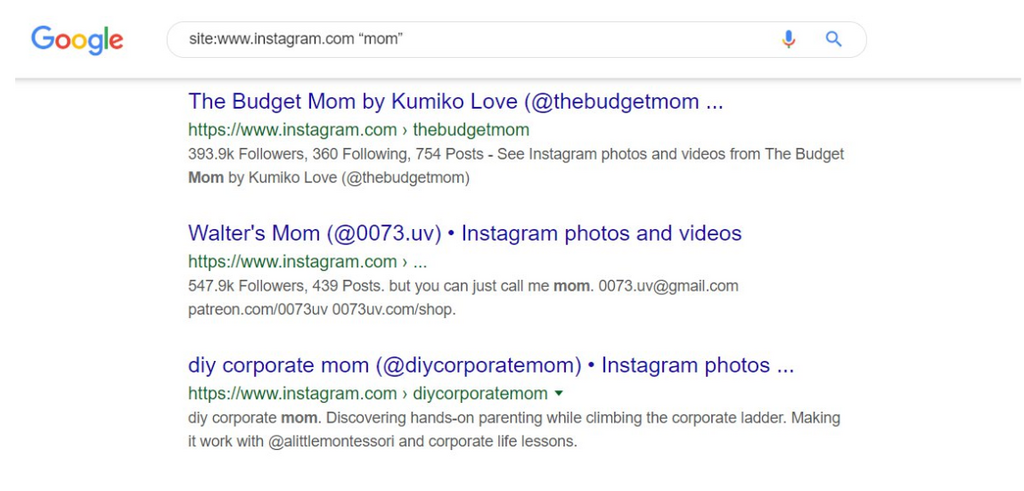 Google
site:www.instagram.com “mom”
The Budget Mom by Kumiko Love (@thebudgetmom ...
https://www.instagram.com › thebudgetmom
393.9k Followers, 360 Following, 754 Posts - See Instagram photos and videos from The Budget
Mom by Kumiko Love (@thebudgetmom)
Walter's Mom (@0073.uv) • Instagram photos and videos
https://www.instagram.com › ...
547.9k Followers, 439 Posts. but you can just call me mom. 0073.uv@gmail.com
patreon.com/0073uv 0073uv.com/shop.
diy corporate mom (@diycorporatemom) • Instagram photos ...
https://www.instagram.com › diycorporatemom
diy corporate mom. Discovering hands-on parenting while climbing the corporate ladder. Making
it work with @alittlemontessori and corporate life lessons.